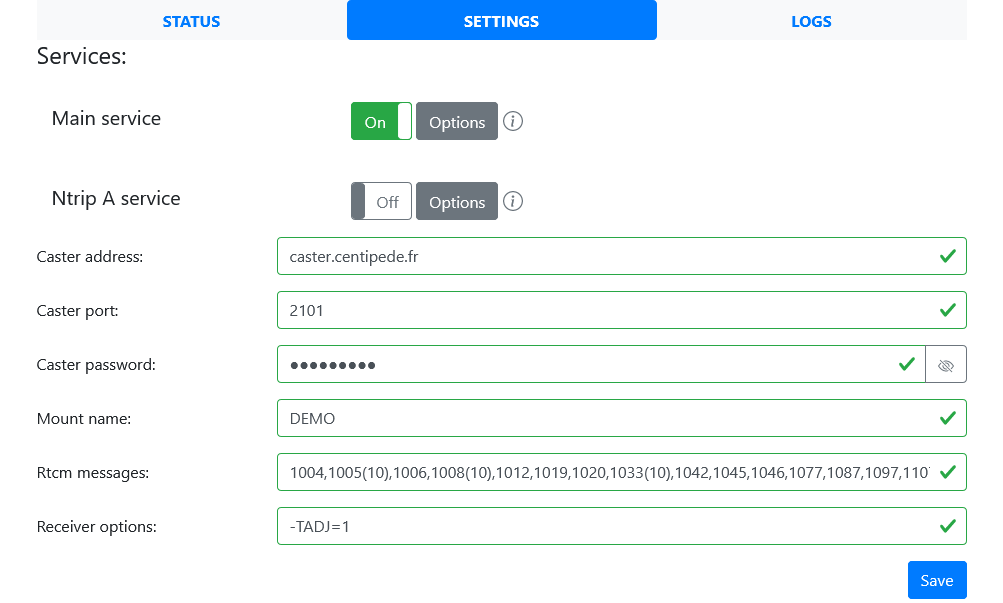 STATUS SETTINGS LOGS
Services:
Main service On Options i
Ntrip A service Off Options i
Caster address: caster.centipede.fr
Caster port: 2101
Caster password: ●●●●●●●●●
Mount name: DEMO
Rtcm messages: 1004,1005(10),1006,1008(10),1012,1019,1020,1033(10),1042,1045,1046,1077,1087,1097,1107
Receiver options: -TADJ=1
Save